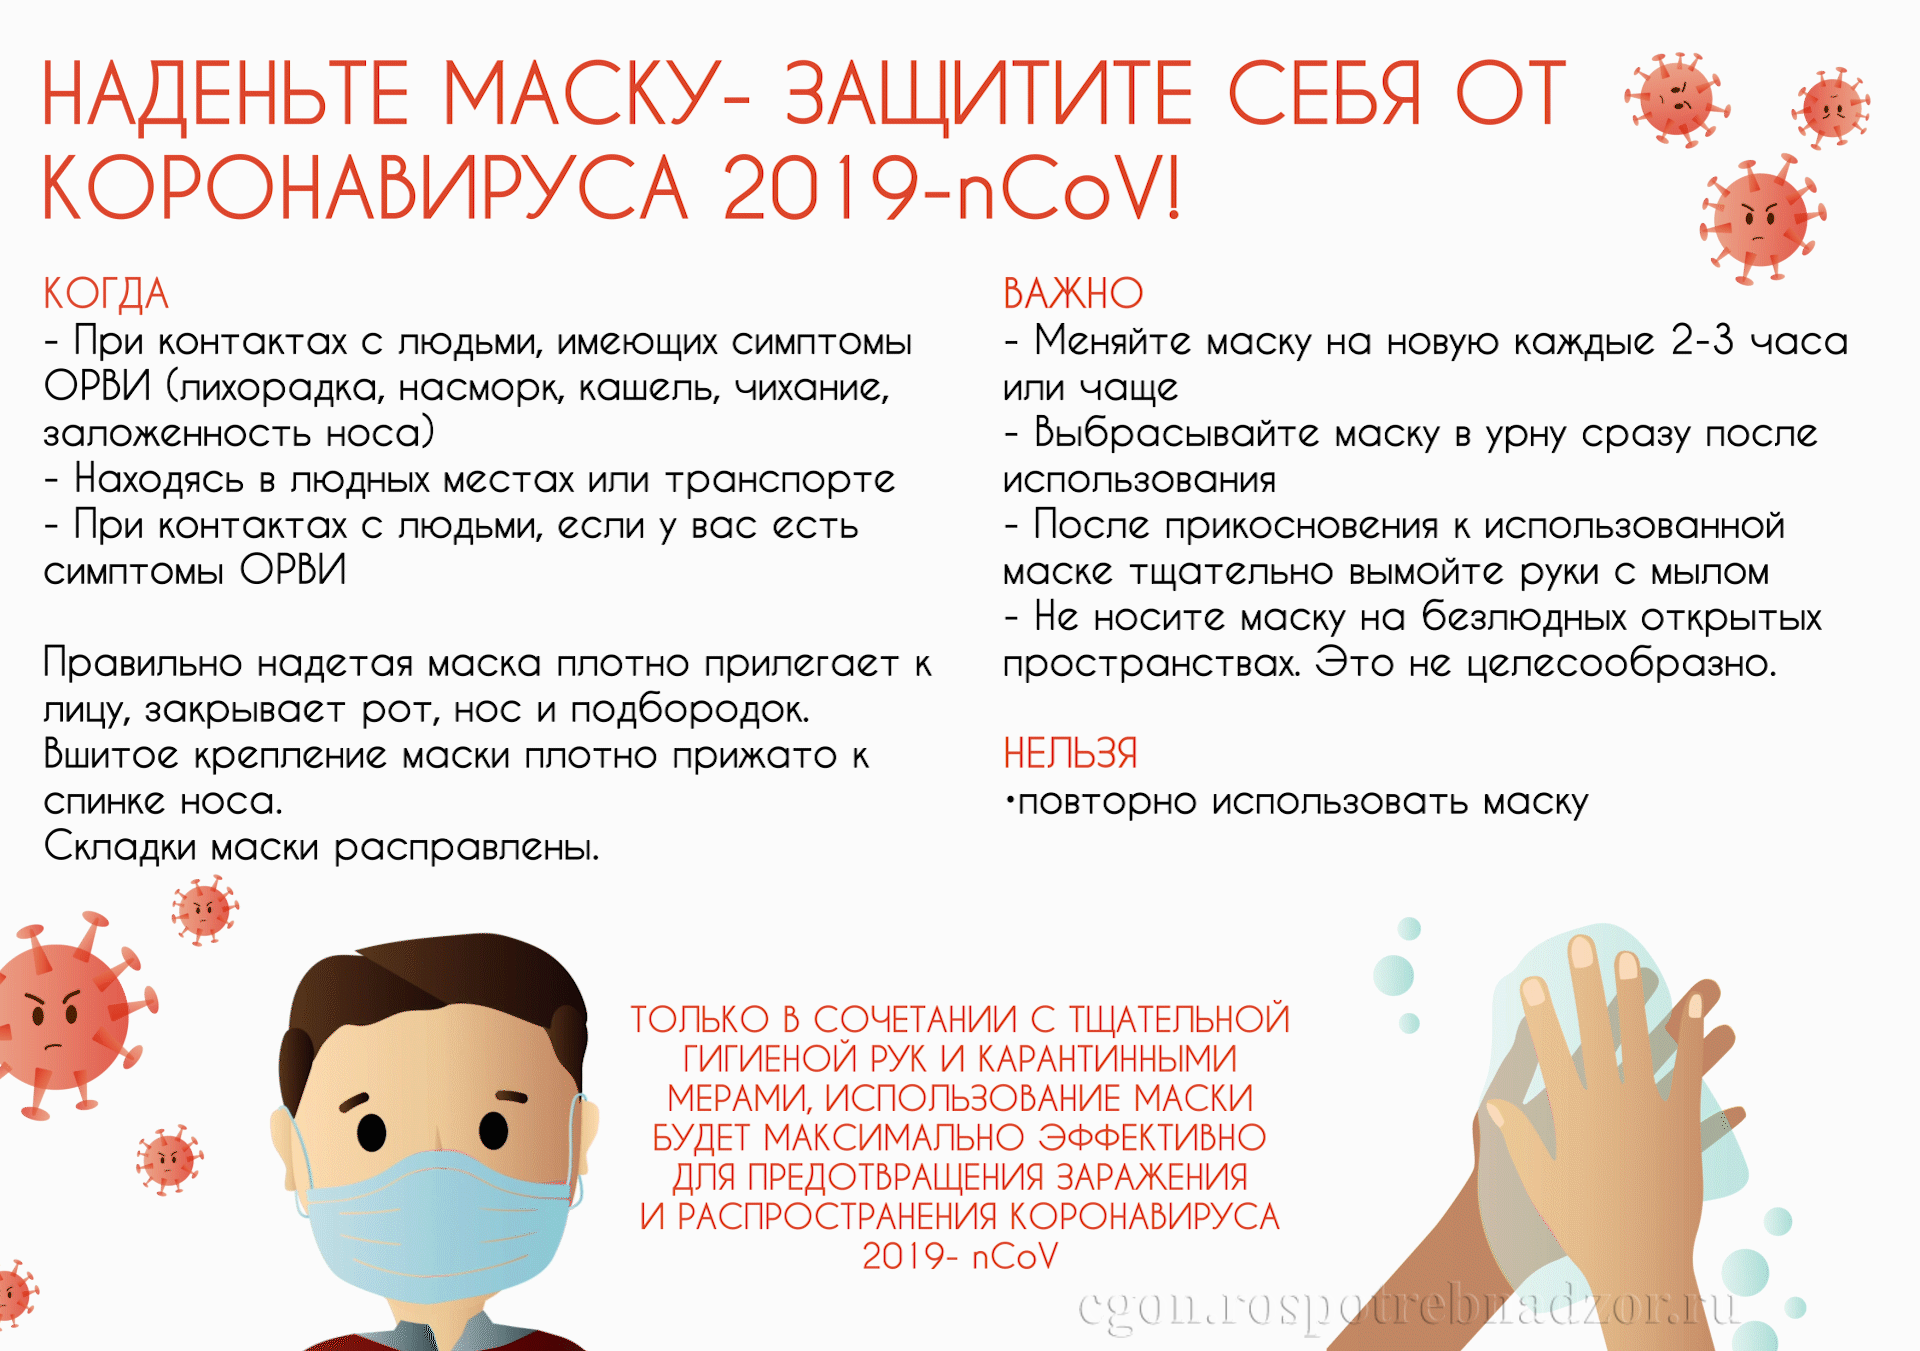 НАДЕНЬТЕ МАСКУ- ЗАЩИТИТЕ СЕБЯ ОТ
КОРОНАВИРУСА 2019-nCoV!
КОГДА
- При контактах с людьми, имеющих симптомы
ОРВИ (лихорадка, насморк, кашель, чихание,
заложенность носа)
- Находясь в людных местах или транспорте
- При контактах с людьми, если у вас есть
симптомы ОРВИ
Правильно надетая маска плотно прилегает к
лицу, закрывает рот, нос и подбородок.
Вшитое крепление маски плотно прижато к
спинке носа.
Складки маски расправлены.
ВАЖНО
- Меняйте маску на новую каждые 2-3 часа
или чаще
- Выбрасывайте маску в урну сразу после
использования
- После прикосновения к использованной
маске тщательно вымойте руки с мылом
- Не носите маску на безлюдных открытых
пространствах. Это не целесообразно.
НЕЛЬЗЯ
•повторно использовать маску
ТОЛЬКО В СОЧЕТАНИИ С ТЩАТЕЛЬНОЙ
ГИГИЕНОЙ РУК И КАРАНТИННЫМИ
МЕРАМИ, ИСПОЛЬЗОВАНИЕ МАСКИ
БУДЕТ МАКСИМАЛЬНО ЭФФЕКТИВНО
ДЛЯ ПРЕДОТВРАЩЕНИЯ ЗАРАЖЕНИЯ
И РАСПРОСТРАНЕНИЯ КОРОНАВИРУСА
2019- nCoV
cgon.rospotrebnadzor.ru